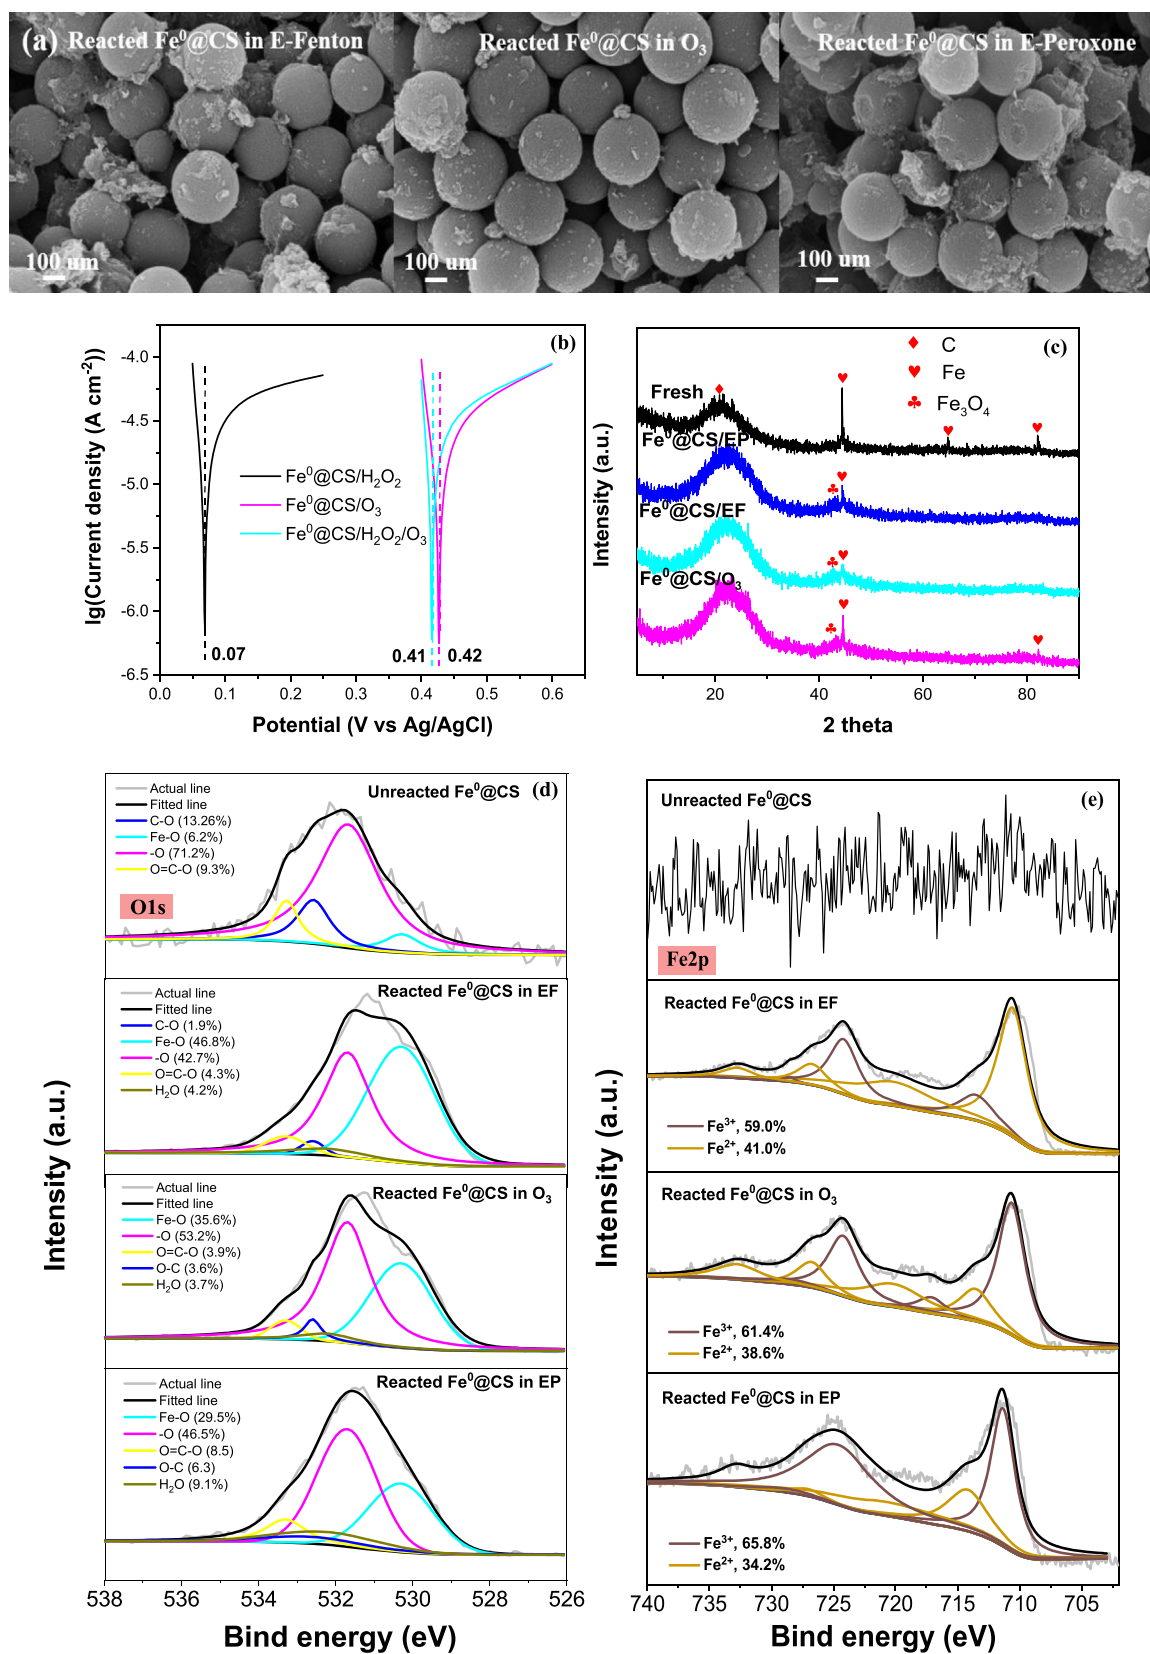 (a) Reacted Fe⁰@CS in E-Fenton
Reacted Fe⁰@CS in O₃
Reacted Fe⁰@CS in E-Peroxone
100 um
100 um
100 um
(b)
lg(Current density (A cm⁻²))
-4.0
-4.5
-5.0
-5.5
-6.0
-6.5
Fe⁰@CS/H₂O₂
Fe⁰@CS/O₃
Fe⁰@CS/H₂O₂/O₃
0.07
0.41
0.42
0.0 0.1 0.2 0.3 0.4 0.5 0.6
Potential (V vs Ag/AgCl)
(c)
Intensity (a.u.)
♦ C
♥ Fe
♣ Fe₃O₄
Fresh
Fe⁰@CS/EP
Fe⁰@CS/EF
Fe⁰@CS/O₃
20 40 60 80
2 theta
(d)
Unreacted Fe⁰@CS
Actual line
Fitted line
C-O (13.26%)
Fe-O (6.2%)
-O (71.2%)
O=C-O (9.3%)
O1s
Reacted Fe⁰@CS in EF
Actual line
Fitted line
C-O (1.9%)
Fe-O (46.8%)
-O (42.7%)
O=C-O (4.3%)
H₂O (4.2%)
Reacted Fe⁰@CS in O₃
Actual line
Fitted line
Fe-O (35.6%)
-O (53.2%)
O=C-O (3.9%)
O-C (3.6%)
H₂O (3.7%)
Reacted Fe⁰@CS in EP
Actual line
Fitted line
Fe-O (29.5%)
-O (46.5%)
O=C-O (8.5)
O-C (6.3)
H₂O (9.1%)
Intensity (a.u.)
538 536 534 532 530 528 526
Bind energy (eV)
(e)
Unreacted Fe⁰@CS
Fe2p
Reacted Fe⁰@CS in EF
Fe³⁺, 59.0%
Fe²⁺, 41.0%
Reacted Fe⁰@CS in O₃
Fe³⁺, 61.4%
Fe²⁺, 38.6%
Reacted Fe⁰@CS in EP
Fe³⁺, 65.8%
Fe²⁺, 34.2%
Intensity (a.u.)
740 735 730 725 720 715 710 705
Bind energy (eV)